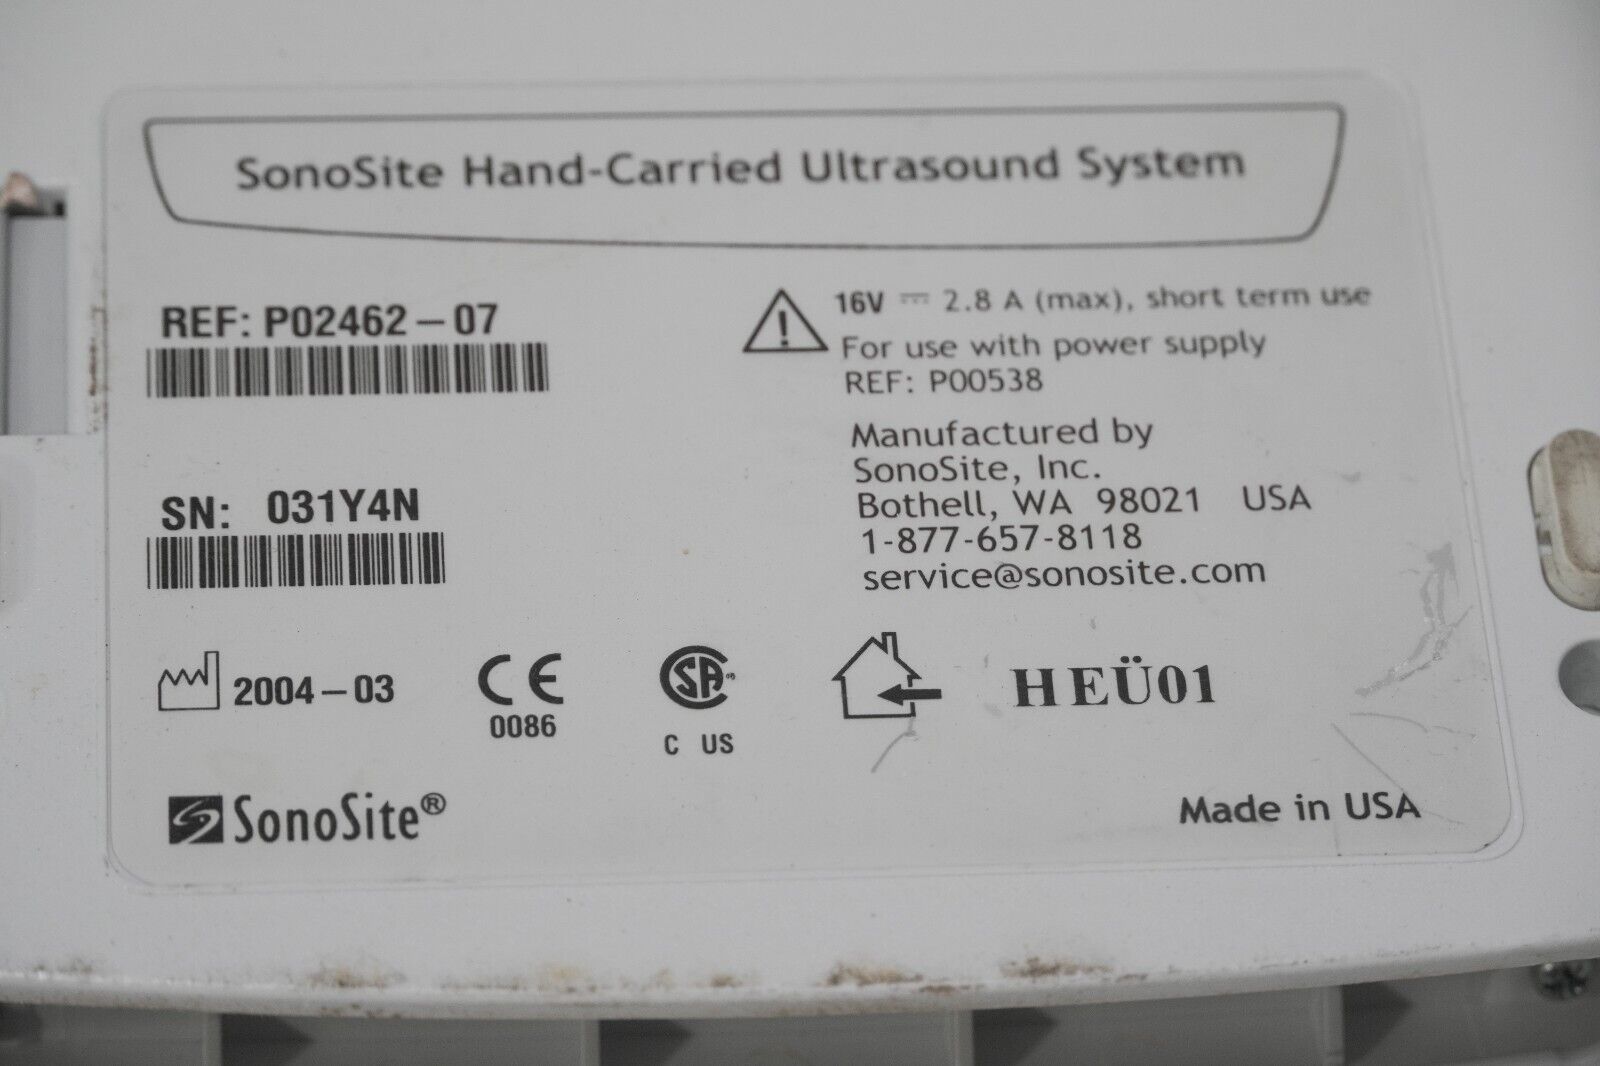 SonoSite Hand-Carried Ultrasound System
REF: P02462-07
SN: 031Y4N
2004-03
CE
0086
SA
C US
SonoSite®
16V ⎓ 2.8 A (max), short term use
For use with power supply
REF: P00538
Manufactured by
SonoSite, Inc.
Bothell, WA 98021 USA
1-877-657-8118
service@sonosite.com
HEÜ01
Made in USA